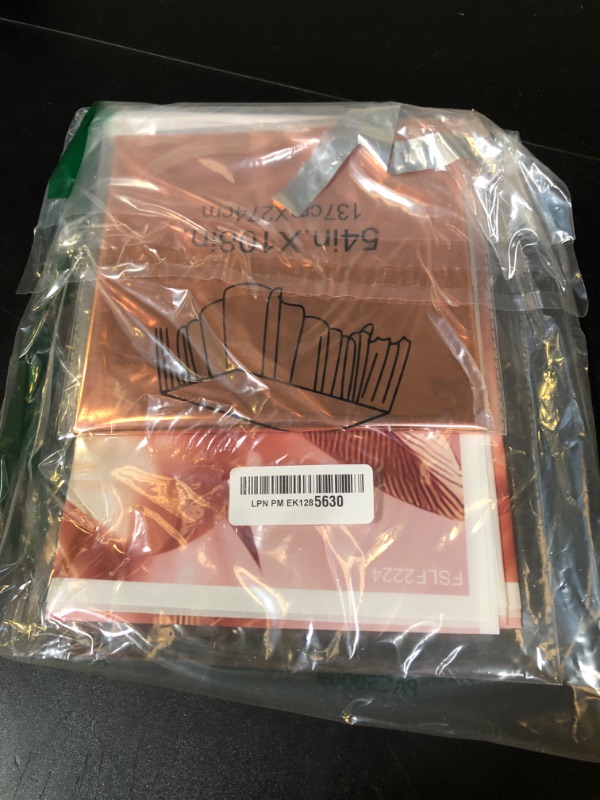 54in.X108in.
137cmX274cm
LPN PM EK1285630
FSLF2224